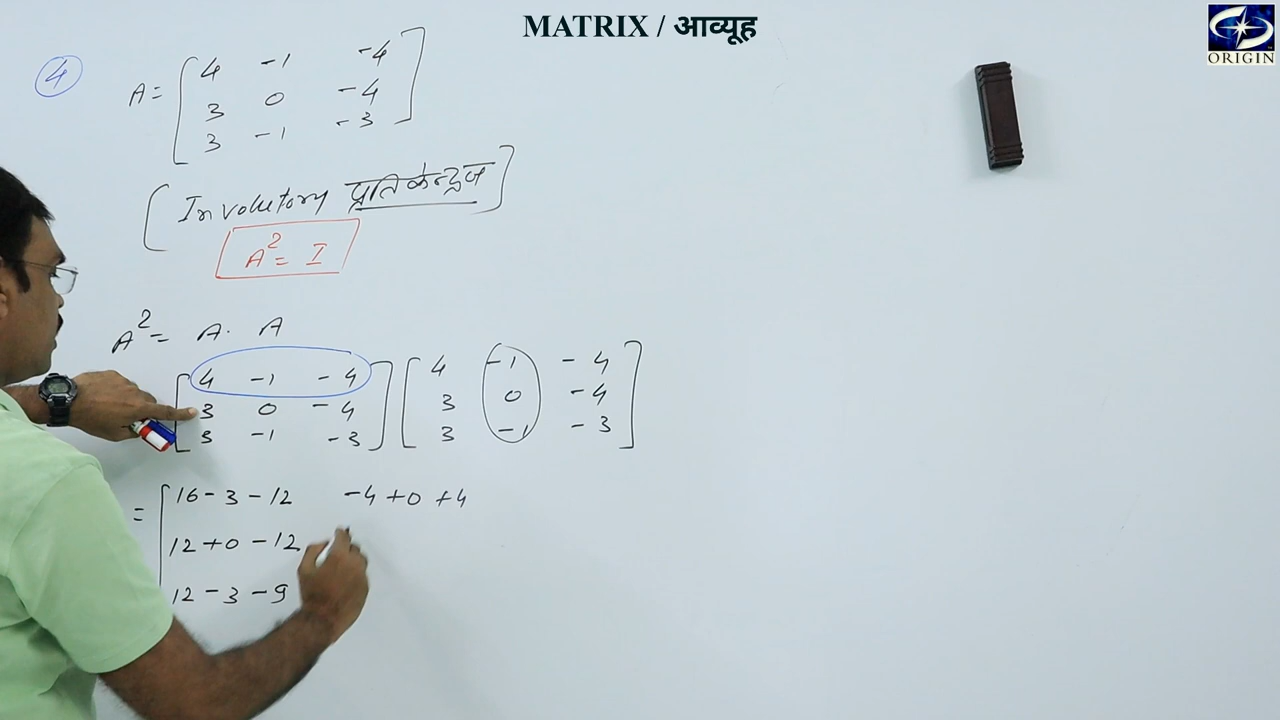 MATRIX / आव्यूह
ORIGIN
4
A = [ 4 -1 -4
3 0 -4
3 -1 -3 ]
[ Involutory प्रतिकेन्द्रज ]
A² = I
A² = A · A
[ 4 -1 -4 [ 4 -1 -4
3 0 -4 3 0 -4
3 -1 -3 ] 3 -1 -3 ]
= [ 16 - 3 - 12 -4 + 0 + 4
12 + 0 - 12
12 - 3 - 9